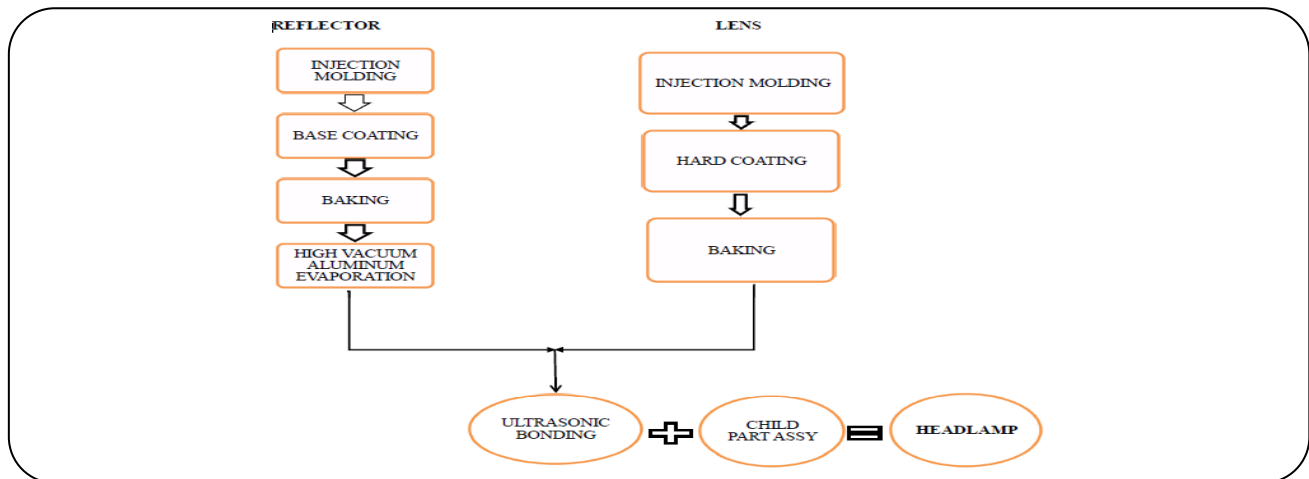 REFLECTOR
INJECTION
MOLDING
BASE COATING
BAKING
HIGH VACUUM
ALUMINUM
EVAPORATION
LENS
INJECTION MOLDING
HARD COATING
BAKING
ULTRASONIC
BONDING
CHILD
PART ASSY
HEADLAMP